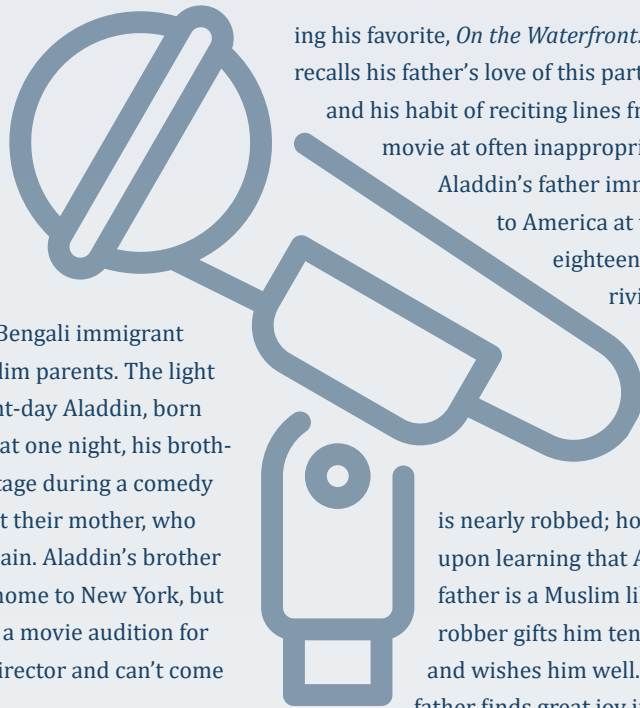 Bengali immigrant
lim parents. The light
nt-day Aladdin, born
at one night, his broth-
tage during a comedy
t their mother, who
ain. Aladdin's brother
home to New York, but
a movie audition for
irector and can't come
ing his favorite, On the Waterfront.
recalls his father's love of this part
and his habit of reciting lines fr
movie at often inappropri
Aladdin's father imm
to America at
eighteen
rivi
is nearly robbed; ho
upon learning that A
father is a Muslim li
robber gifts him ten
and wishes him well.
father finds great joy i